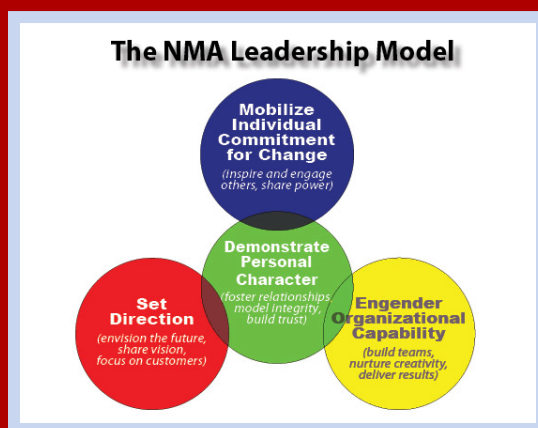 The NMA Leadership Model
Mobilize
Individual
Commitment
for Change
(inspire and engage
others, share power)
Demonstrate
Personal
Character
(foster relationships,
model integrity,
build trust)
Set
Direction
(envision the future,
share vision,
focus on customers)
Engender
Organizational
Capability
(build teams,
nurture creativity,
deliver results)